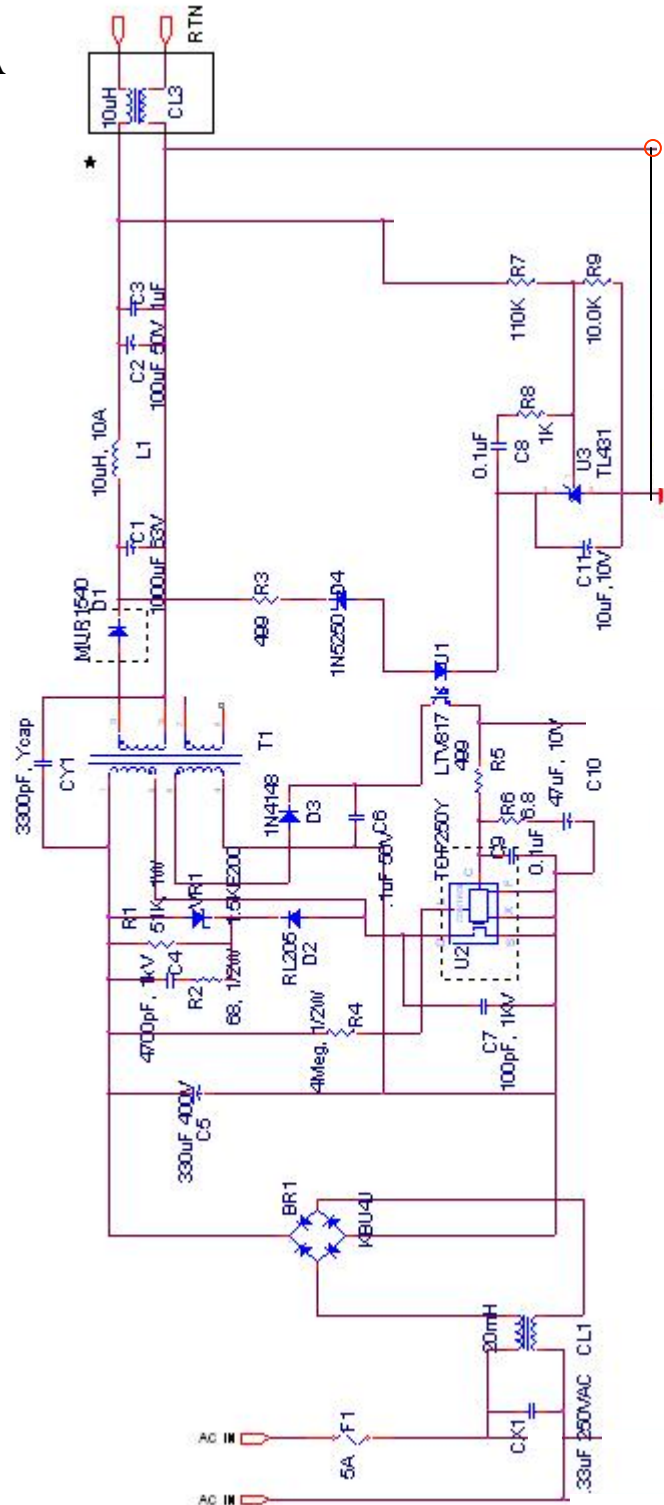 RTN
10uH
CL3
*
C3
1uF
C2
100uF 50V
10uH, 10A
L1
C1
1000uF 63V
MUR1540
D1
R7
110K
R9
10.0K
R8
1K
0.1uF
C8
U3
TL431
C11
10uF,10V
R3
499
D4
1N5250
U1
LTV817
3300pF, Ycap
CY1
T1
1N4148
D3
C6
.1uF 50V
499
R5
R6
6.8
47uF, 10V
C10
C9
0.1uF
TOP250Y
CONTROL
C
D
S
X
F
U2
R1
51K 1W
VR1
1.5KE200
C4
4700pF, 1kV
R2
68, 1/2W
RL205
D2
4Meg, 1/2W
R4
C7
100pF, 1KV
330uF 400V
C5
BR1
KBU4J
20mH
CL1
CX1
.33uF 250VAC
F1
5A
AC IN
AC IN